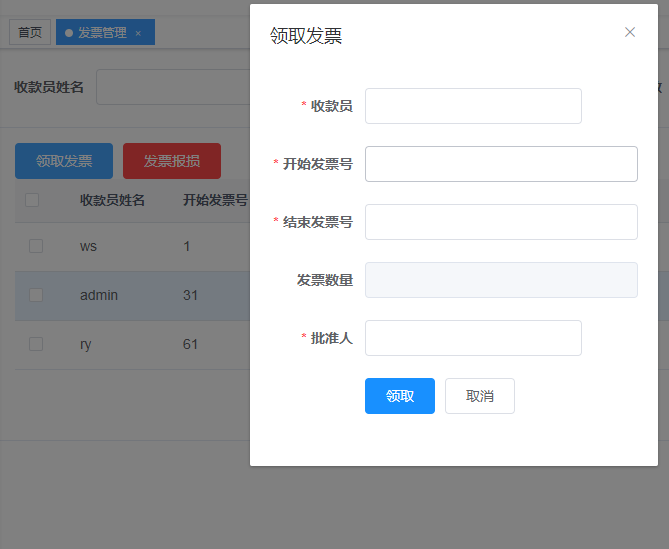 首页
发票管理 ×
收款员姓名
领取发票 发票报损
收款员姓名 开始发票号
ws 1
admin 31
ry 61
领取发票
* 收款员
* 开始发票号
* 结束发票号
发票数量
* 批准人
领取 取消